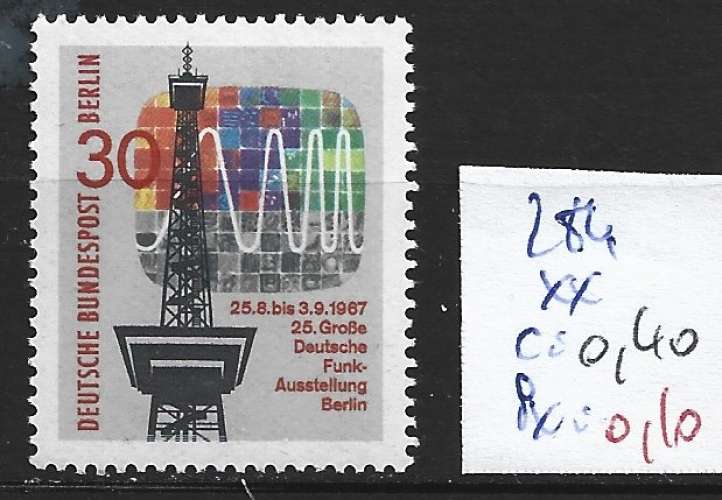 DEUTSCHE BUNDESPOST BERLIN
30
25.8.bis 3.9.1967
25. Große
Deutsche
Funk-
Ausstellung
Berlin
284
xx
c= 0,40
Px= 0,10